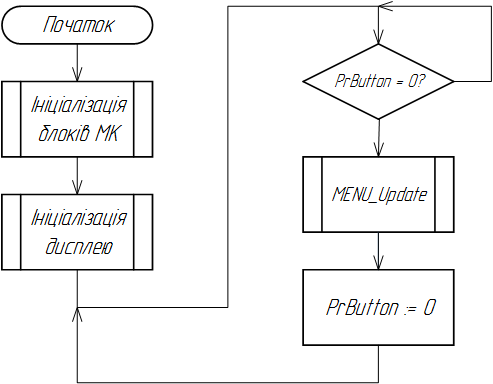 Початок
Ініціалізація
блоків МК
Ініціалізація
дисплею
PrButton = 0?
MENU_Update
PrButton := 0